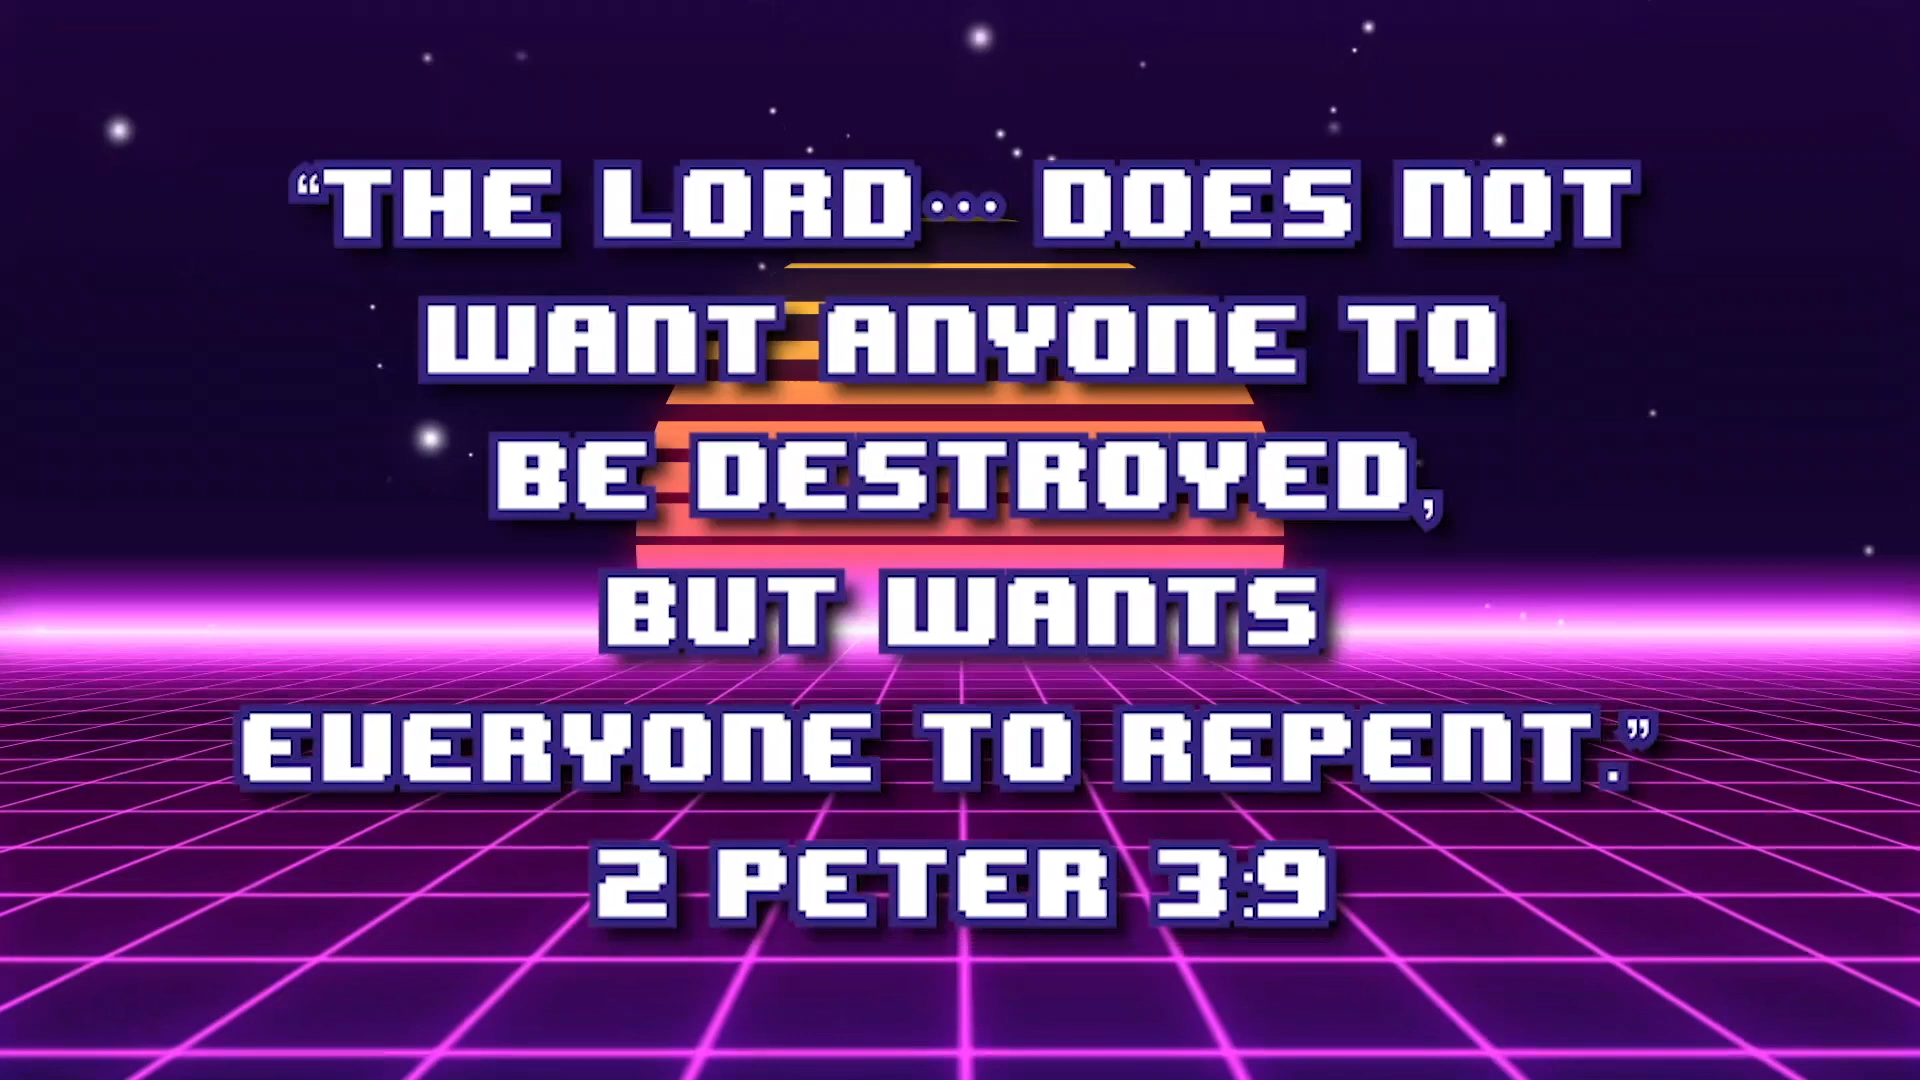 “THE LORD... DOES NOT
WANT ANYONE TO
BE DESTROYED,
BUT WANTS
EVERYONE TO REPENT.”
2 PETER 3:9